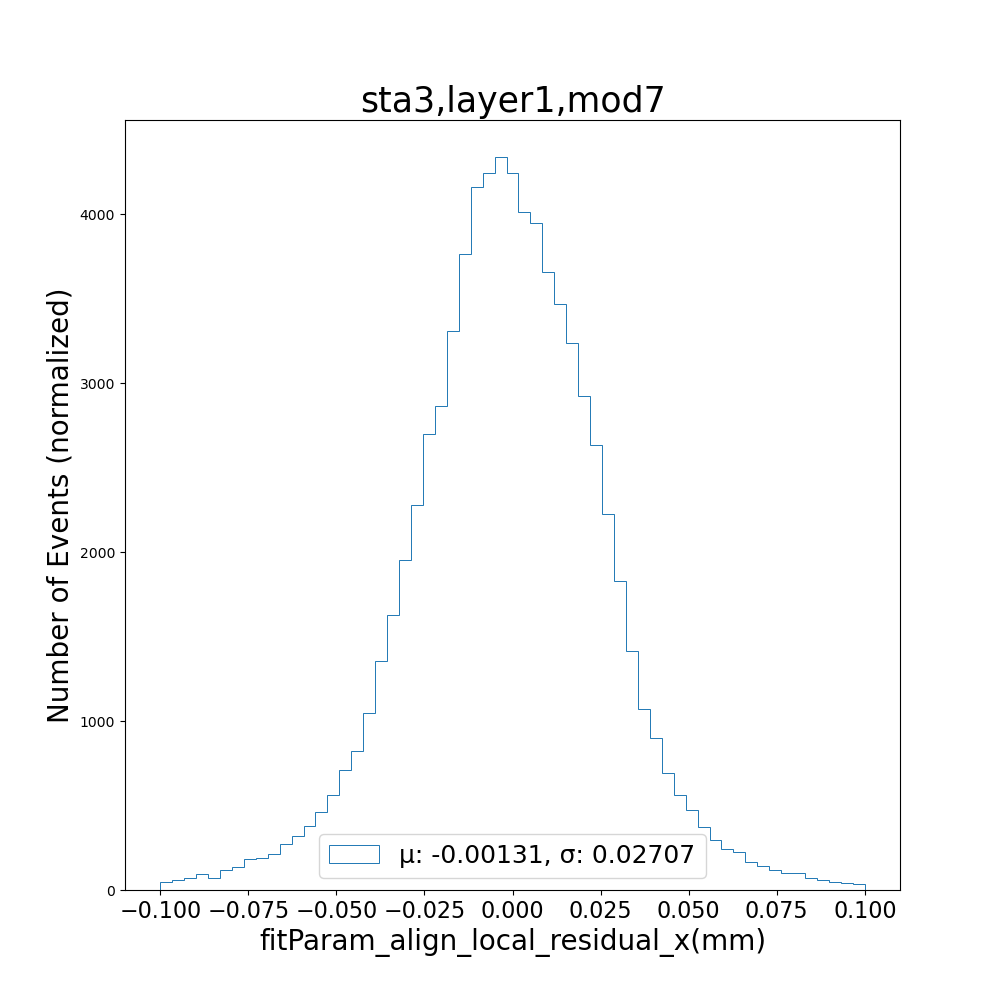 sta3,layer1,mod7
Number of Events (normalized)
4000
3000
2000
1000
0
μ: -0.00131, σ: 0.02707
−0.100 −0.075 −0.050 −0.025 0.000 0.025 0.050 0.075 0.100
fitParam_align_local_residual_x(mm)